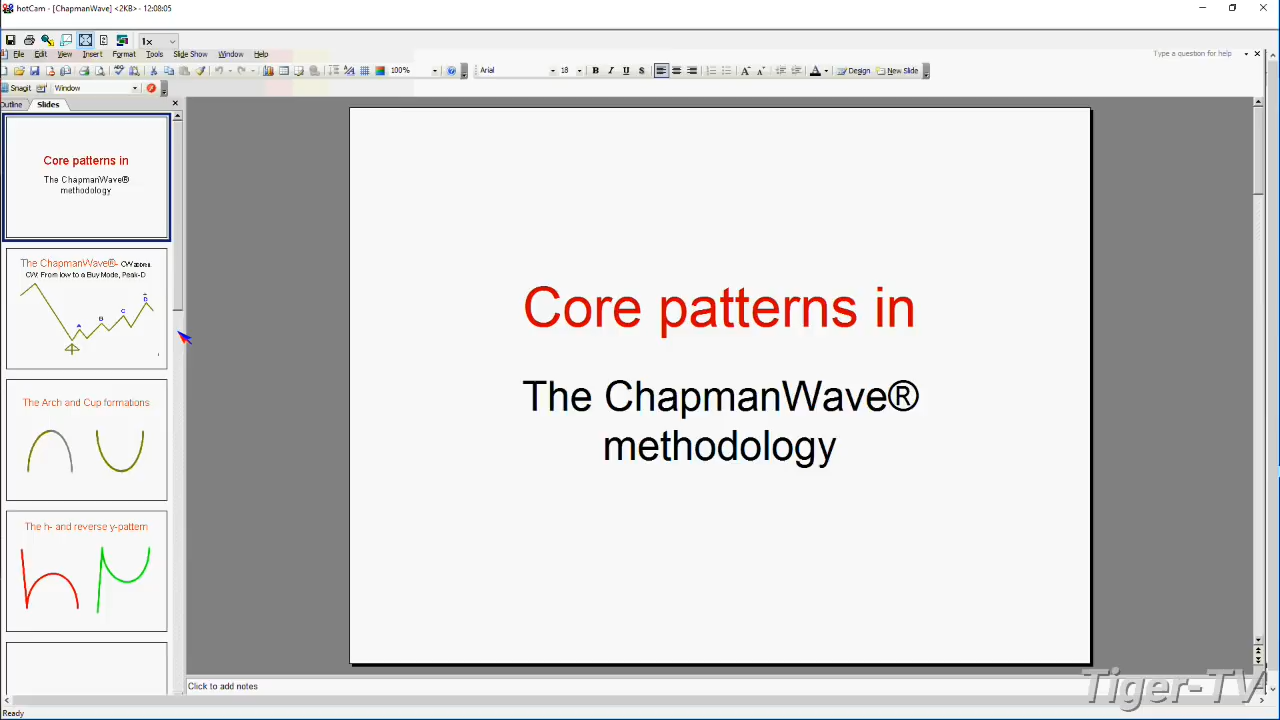 hotCam - [ChapmanWave] <2KB> - 12:08:05
1x
File Edit View Insert Format Tools Slide Show Window Help
Type a question for help
100%
Arial
18
B I U S
Design
New Slide
Snagit
Window
Outline
Slides
Core patterns in
The ChapmanWave®
methodology
The ChapmanWave®-
CW: From low to a Buy Mode, Peak-D
A
B
C
D
The Arch and Cup formations
The h- and reverse y-pattern
Core patterns in
The ChapmanWave®
methodology
Click to add notes
Tiger-TV
Ready